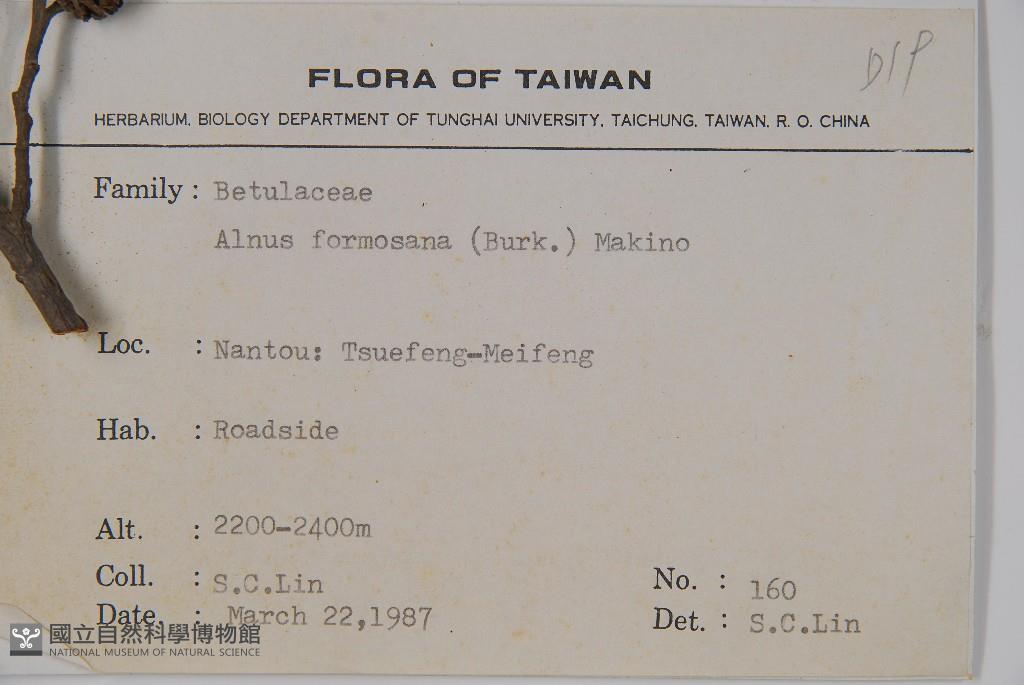 DIP
FLORA OF TAIWAN
HERBARIUM, BIOLOGY DEPARTMENT OF TUNGHAI UNIVERSITY, TAICHUNG, TAIWAN, R. O. CHINA
Family : Betulaceae
Alnus formosana (Burk.) Makino
Loc. : Nantou: Tsuefeng-Meifeng
Hab. : Roadside
Alt. : 2200-2400m
Coll. : S.C.Lin No. : 160
Date. : March 22,1987 Det. : S.C.Lin
國立自然科學博物館
NATIONAL MUSEUM OF NATURAL SCIENCE